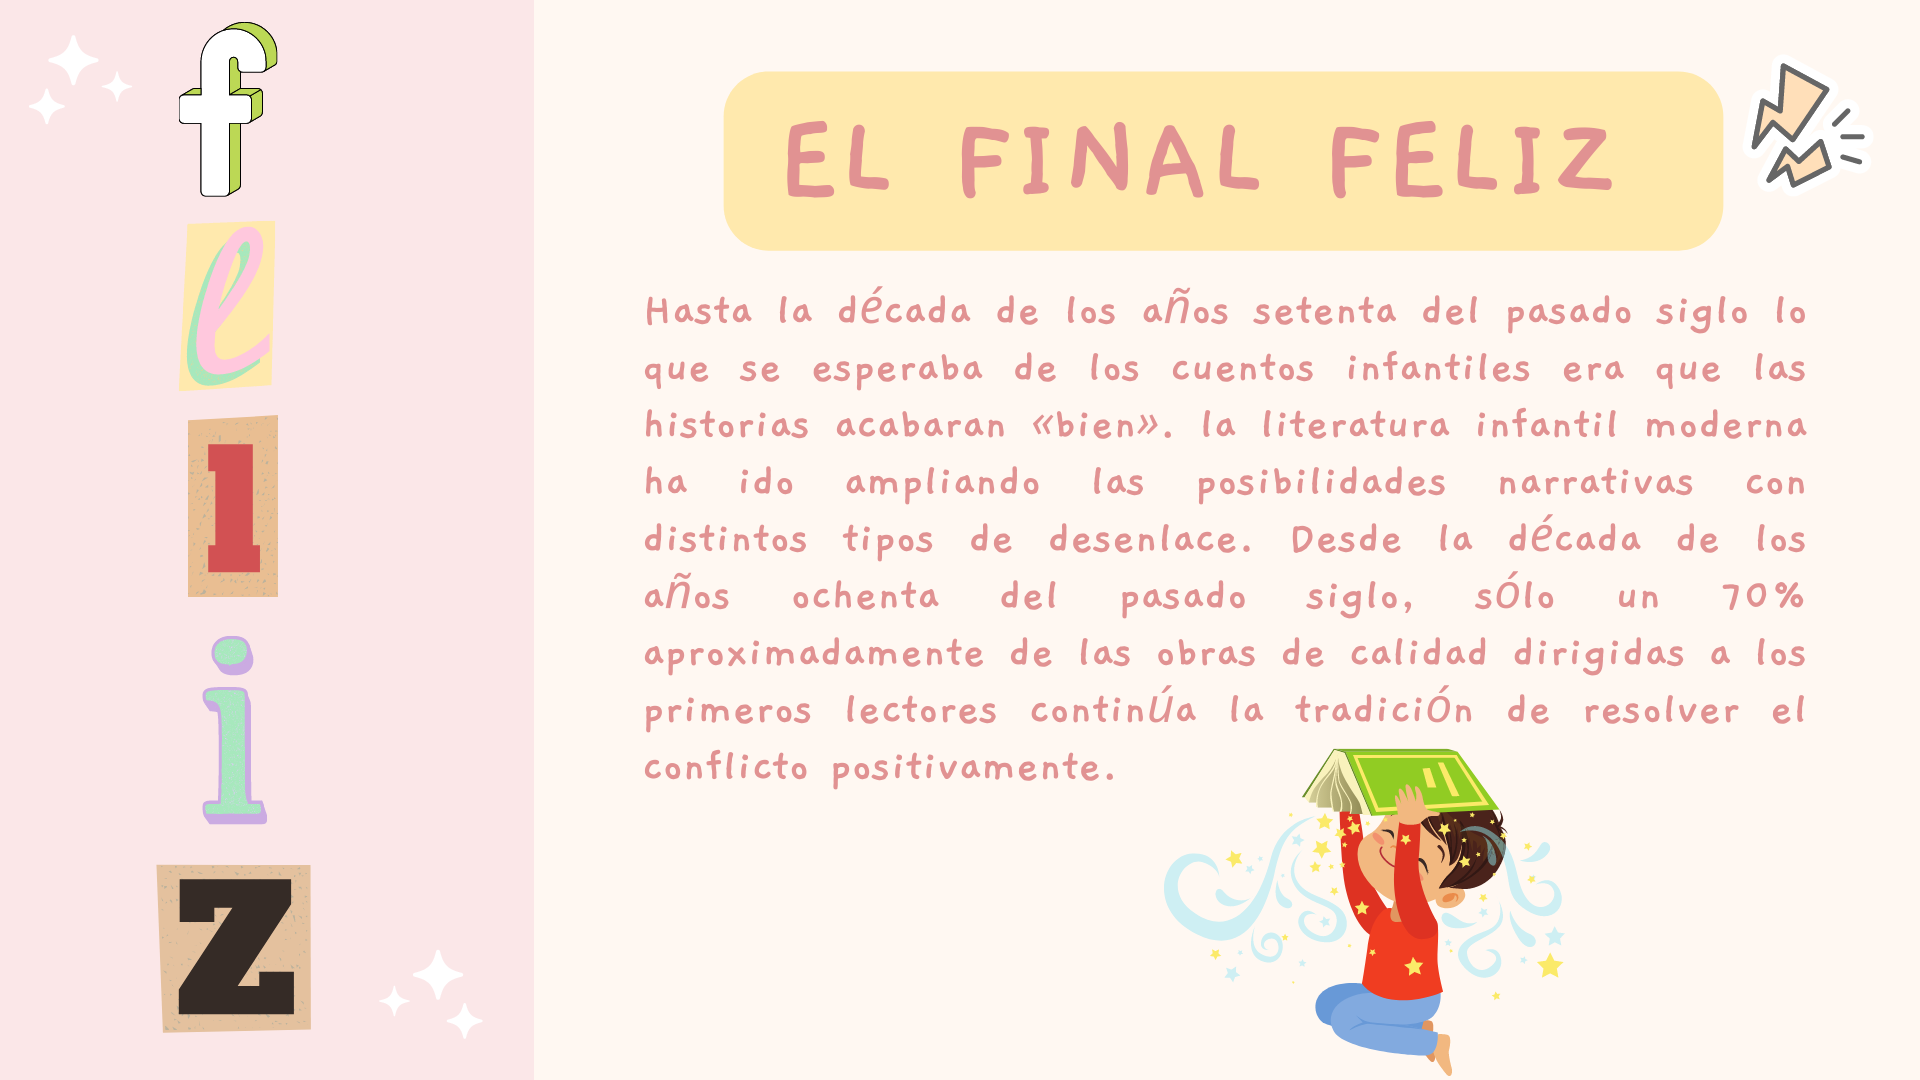 f
l
l
i
z
EL FINAL FELIZ
Hasta la década de los años setenta del pasado siglo lo
que se esperaba de los cuentos infantiles era que las
historias acabaran «bien». la literatura infantil moderna
ha ido ampliando las posibilidades narrativas con
distintos tipos de desenlace. Desde la década de los
años ochenta del pasado siglo, sólo un 70%
aproximadamente de las obras de calidad dirigidas a los
primeros lectores continúa la tradición de resolver el
conflicto positivamente.